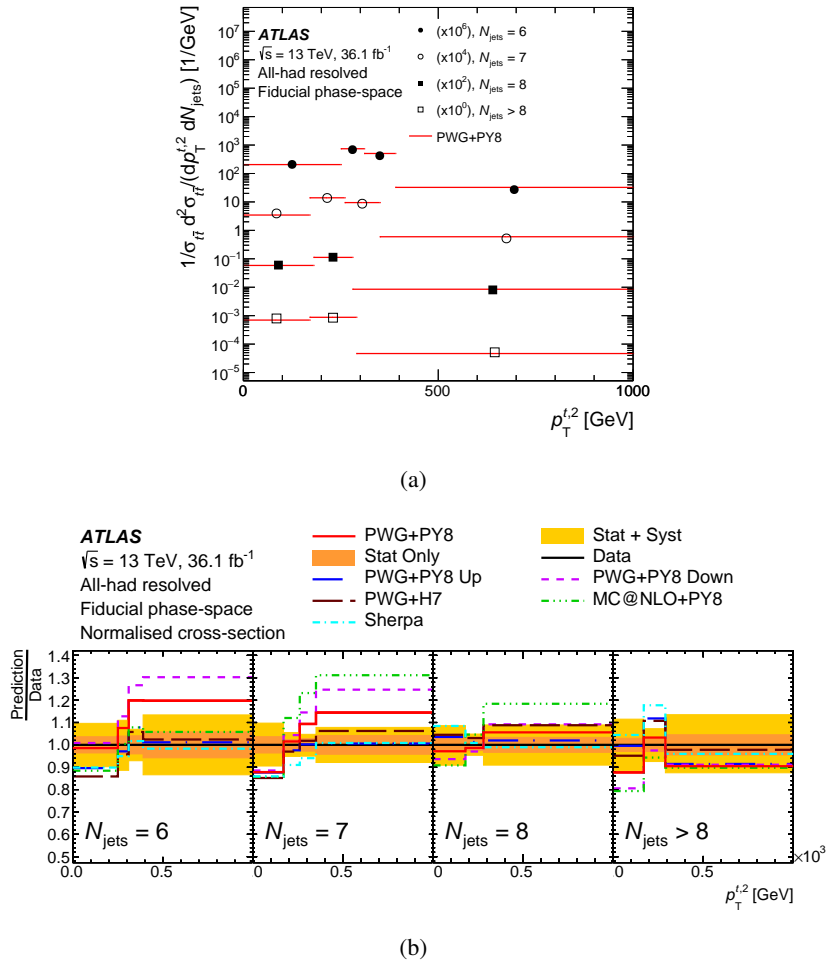 ATLAS
√s = 13 TeV, 36.1 fb⁻¹
All-had resolved
Fiducial phase-space
(x10⁶), N_jets = 6
(x10⁴), N_jets = 7
(x10²), N_jets = 8
(x10⁰), N_jets > 8
PWG+PY8
1/σ_tt̄ d²σ_tt̄/(dp_T^t,2 dN_jets) [1/GeV]
10⁷
10⁶
10⁵
10⁴
10³
10²
10
1
10⁻¹
10⁻²
10⁻³
10⁻⁴
10⁻⁵
0 500 1000
p_T^t,2 [GeV]
(a)
ATLAS
√s = 13 TeV, 36.1 fb⁻¹
All-had resolved
Fiducial phase-space
Normalised cross-section
PWG+PY8
Stat Only
PWG+PY8 Up
PWG+H7
Sherpa
Stat + Syst
Data
PWG+PY8 Down
MC@NLO+PY8
Prediction
Data
1.4
1.3
1.2
1.1
1.0
0.9
0.8
0.7
0.6
0.5
N_jets = 6
N_jets = 7
N_jets = 8
N_jets > 8
0.0 0.5 0.5 0.5 0.5
×10³
p_T^t,2 [GeV]
(b)